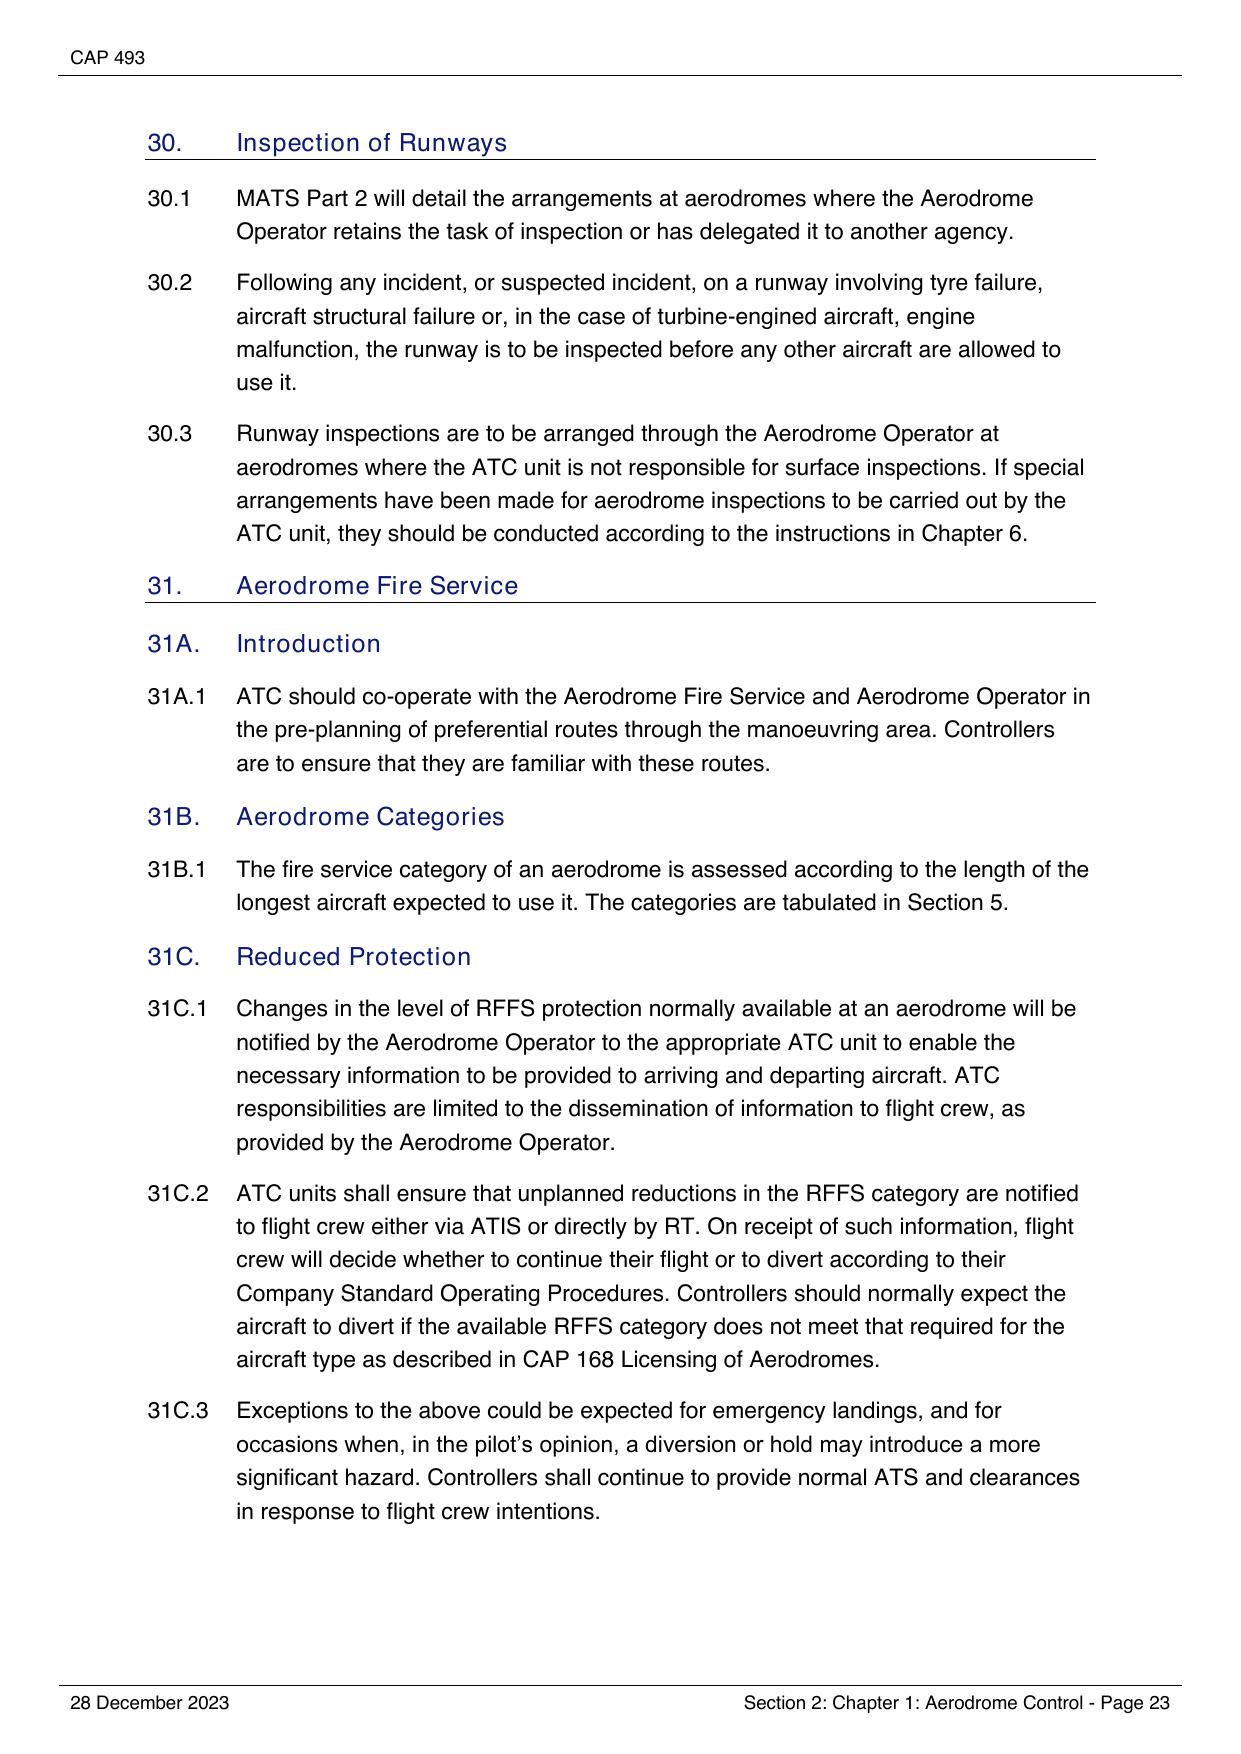 CAP 493
30. Inspection of Runways
30.1 MATS Part 2 will detail the arrangements at aerodromes where the Aerodrome
Operator retains the task of inspection or has delegated it to another agency.
30.2 Following any incident, or suspected incident, on a runway involving tyre failure,
aircraft structural failure or, in the case of turbine-engined aircraft, engine
malfunction, the runway is to be inspected before any other aircraft are allowed to
use it.
30.3 Runway inspections are to be arranged through the Aerodrome Operator at
aerodromes where the ATC unit is not responsible for surface inspections. If special
arrangements have been made for aerodrome inspections to be carried out by the
ATC unit, they should be conducted according to the instructions in Chapter 6.
31. Aerodrome Fire Service
31A. Introduction
31A.1 ATC should co-operate with the Aerodrome Fire Service and Aerodrome Operator in
the pre-planning of preferential routes through the manoeuvring area. Controllers
are to ensure that they are familiar with these routes.
31B. Aerodrome Categories
31B.1 The fire service category of an aerodrome is assessed according to the length of the
longest aircraft expected to use it. The categories are tabulated in Section 5.
31C. Reduced Protection
31C.1 Changes in the level of RFFS protection normally available at an aerodrome will be
notified by the Aerodrome Operator to the appropriate ATC unit to enable the
necessary information to be provided to arriving and departing aircraft. ATC
responsibilities are limited to the dissemination of information to flight crew, as
provided by the Aerodrome Operator.
31C.2 ATC units shall ensure that unplanned reductions in the RFFS category are notified
to flight crew either via ATIS or directly by RT. On receipt of such information, flight
crew will decide whether to continue their flight or to divert according to their
Company Standard Operating Procedures. Controllers should normally expect the
aircraft to divert if the available RFFS category does not meet that required for the
aircraft type as described in CAP 168 Licensing of Aerodromes.
31C.3 Exceptions to the above could be expected for emergency landings, and for
occasions when, in the pilot’s opinion, a diversion or hold may introduce a more
significant hazard. Controllers shall continue to provide normal ATS and clearances
in response to flight crew intentions.
28 December 2023 Section 2: Chapter 1: Aerodrome Control - Page 23